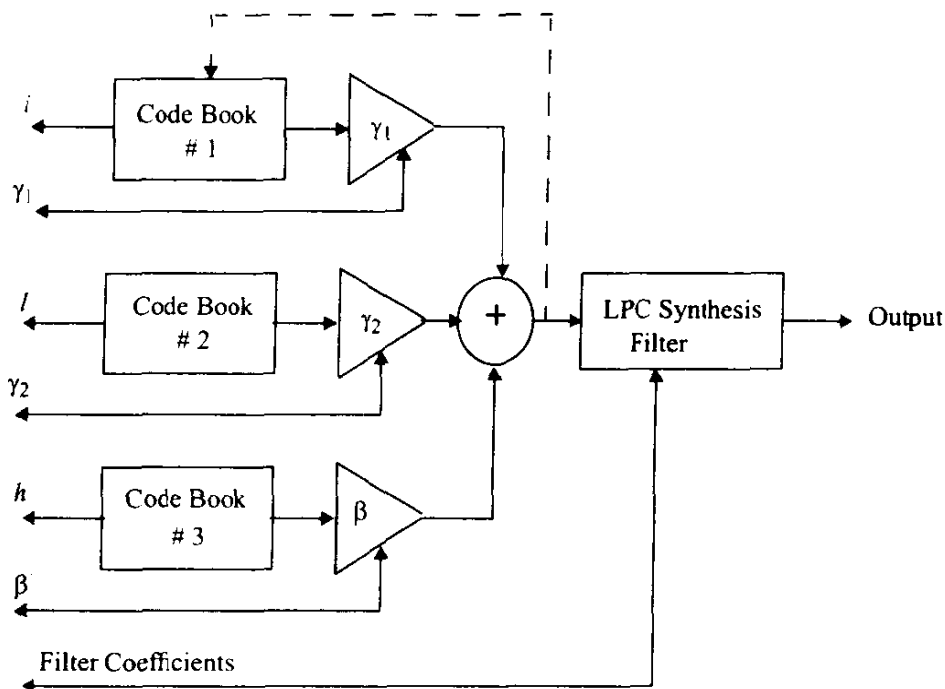 i
Code Book
# 1
γ1
γ1
l
Code Book
# 2
γ2
+
LPC Synthesis
Filter
Output
γ2
h
Code Book
# 3
β
β
Filter Coefficients